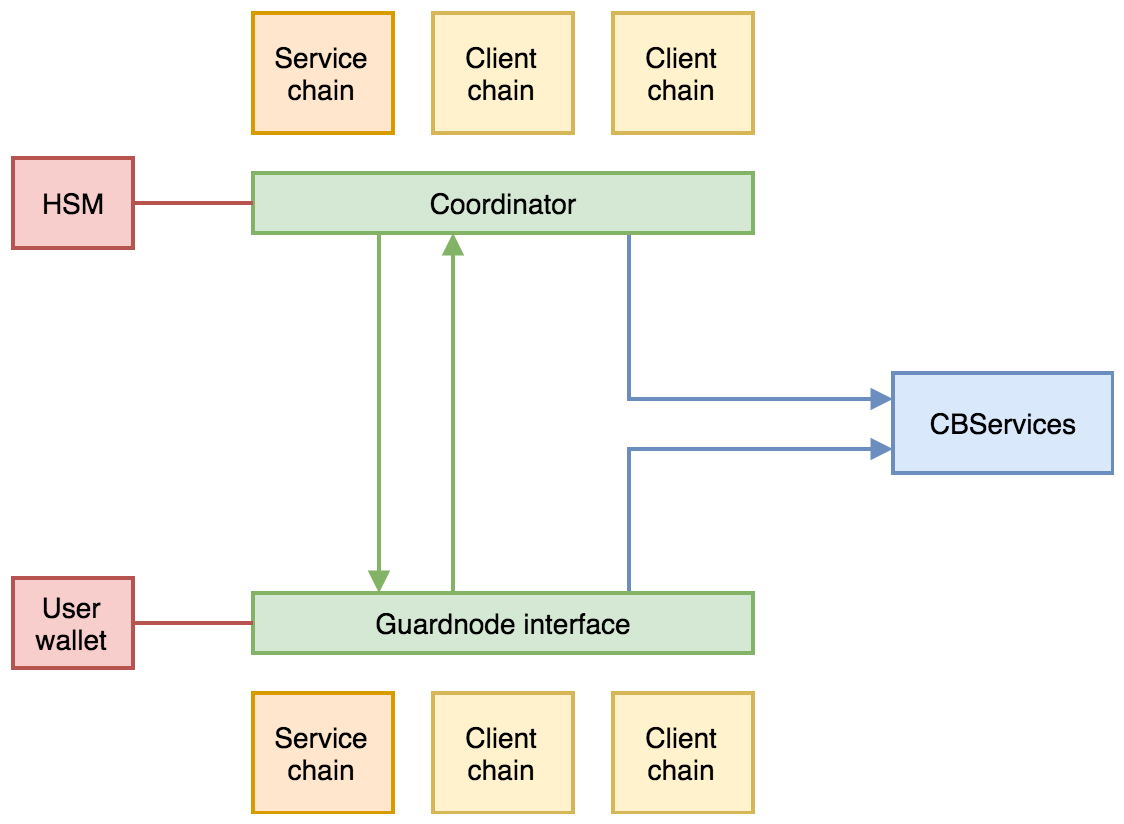 Service
chain
Client
chain
Client
chain
HSM
Coordinator
CBServices
User
wallet
Guardnode interface
Service
chain
Client
chain
Client
chain